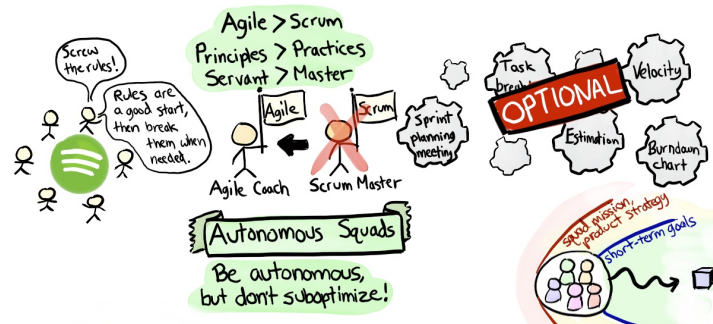 Screw
the rules!
Rules are
a good start,
then break
them when
needed.
Agile > Scrum
Principles > Practices
Servant > Master
Agile
Scrum
Agile Coach
Scrum Master
Autonomous Squads
Be autonomous,
but don't suboptimize!
Sprint
planning
meeting
Task
OPTIONAL
Velocity
Estimation
Burndown
chart
squad mission,
product strategy
short-term goals